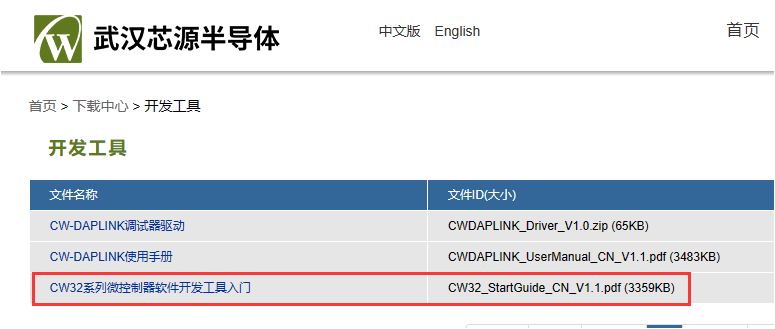 武汉芯源半导体 中文版 English 首页
首页 > 下载中心 > 开发工具
开发工具
文件名称 文件ID(大小)
CW-DAPLINK调试器驱动 CWDAPLINK_Driver_V1.0.zip (65KB)
CW-DAPLINK使用手册 CWDAPLINK_UserManual_CN_V1.1.pdf (3483KB)
CW32系列微控制器软件开发工具入门 CW32_StartGuide_CN_V1.1.pdf (3359KB)